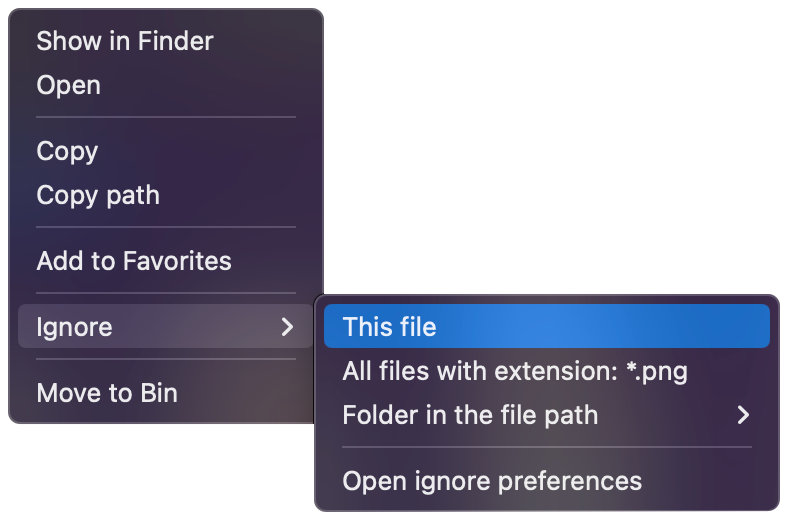 Show in Finder
Open
Copy
Copy path
Add to Favorites
Ignore
Move to Bin
This file
All files with extension: *.png
Folder in the file path
Open ignore preferences